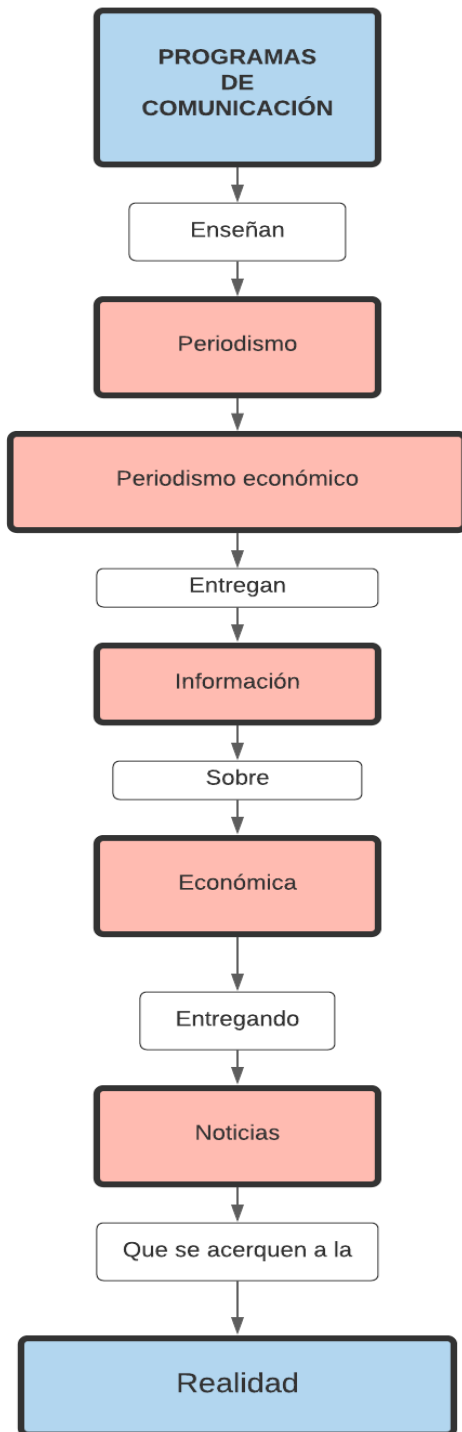 PROGRAMAS
DE
COMUNICACIÓN
Enseñan
Periodismo
Periodismo económico
Entregan
Información
Sobre
Económica
Entregando
Noticias
Que se acerquen a la
Realidad